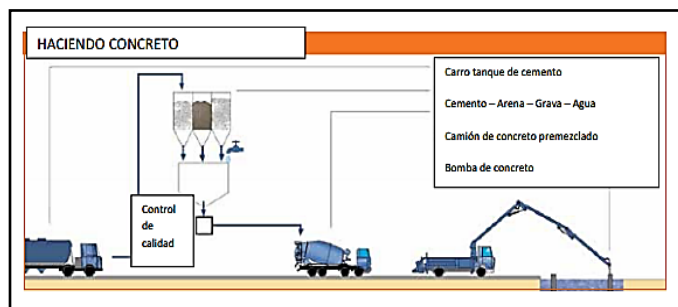 HACIENDO CONCRETO
Carro tanque de cemento
Cemento – Arena – Grava – Agua
Camión de concreto premezclado
Bomba de concreto
Control
de
calidad